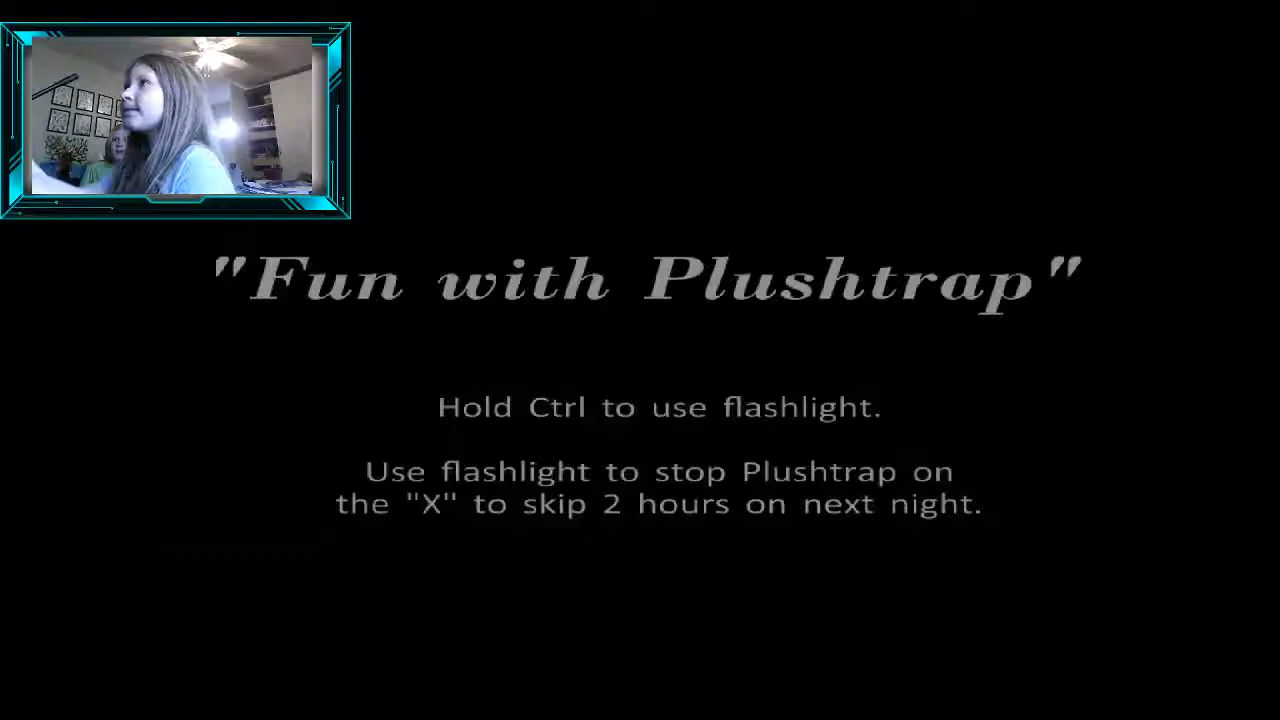 "Fun with Plushtrap"
Hold Ctrl to use flashlight.
Use flashlight to stop Plushtrap on
the "X" to skip 2 hours on next night.